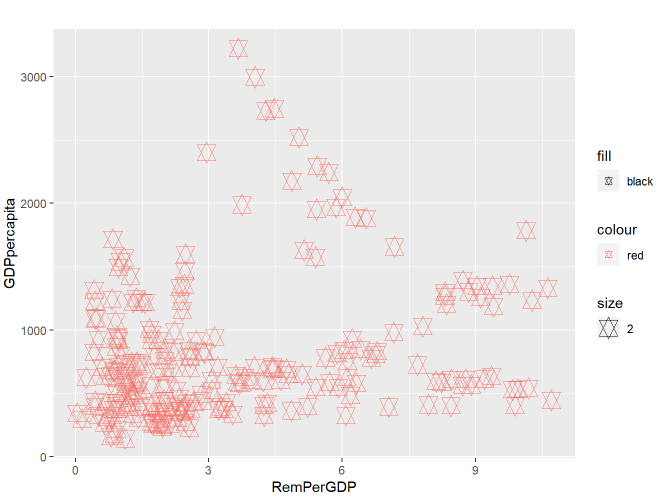 3000
2000
1000
0
GDPpercapita
0 3 6 9
RemPerGDP
fill
black
colour
red
size
2